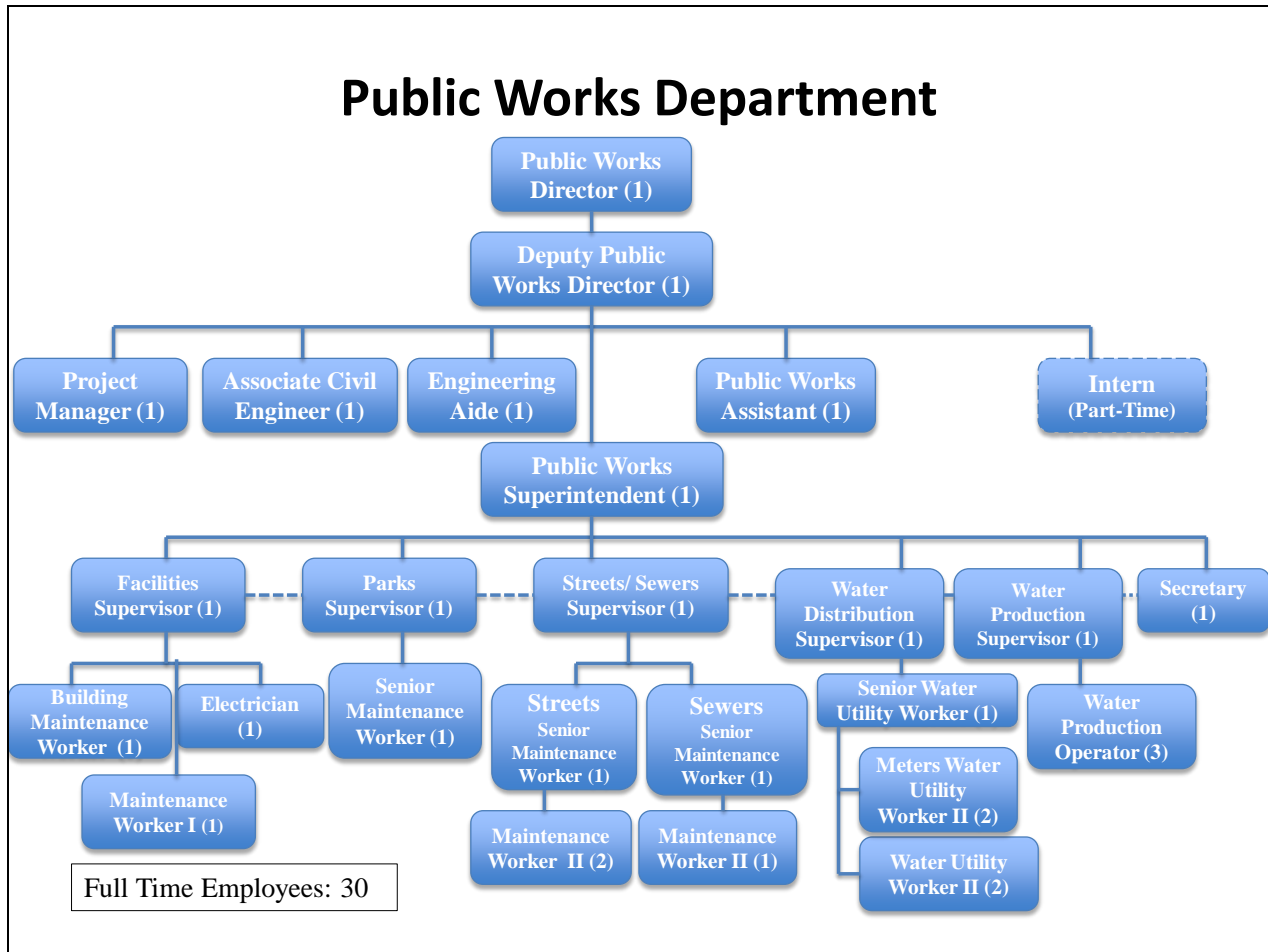 Public Works Department
Public Works
Director (1)
Deputy Public
Works Director (1)
Project
Manager (1)
Associate Civil
Engineer (1)
Engineering
Aide (1)
Public Works
Assistant (1)
Intern
(Part-Time)
Public Works
Superintendent (1)
Facilities
Supervisor (1)
Parks
Supervisor (1)
Streets/ Sewers
Supervisor (1)
Water
Distribution
Supervisor (1)
Water
Production
Supervisor (1)
Secretary
(1)
Building
Maintenance
Worker (1)
Electrician
(1)
Maintenance
Worker I (1)
Senior
Maintenance
Worker (1)
Streets
Senior
Maintenance
Worker (1)
Maintenance
Worker II (2)
Sewers
Senior
Maintenance
Worker (1)
Maintenance
Worker II (1)
Senior Water
Utility Worker (1)
Meters Water
Utility
Worker II (2)
Water Utility
Worker II (2)
Water
Production
Operator (3)
Full Time Employees: 30